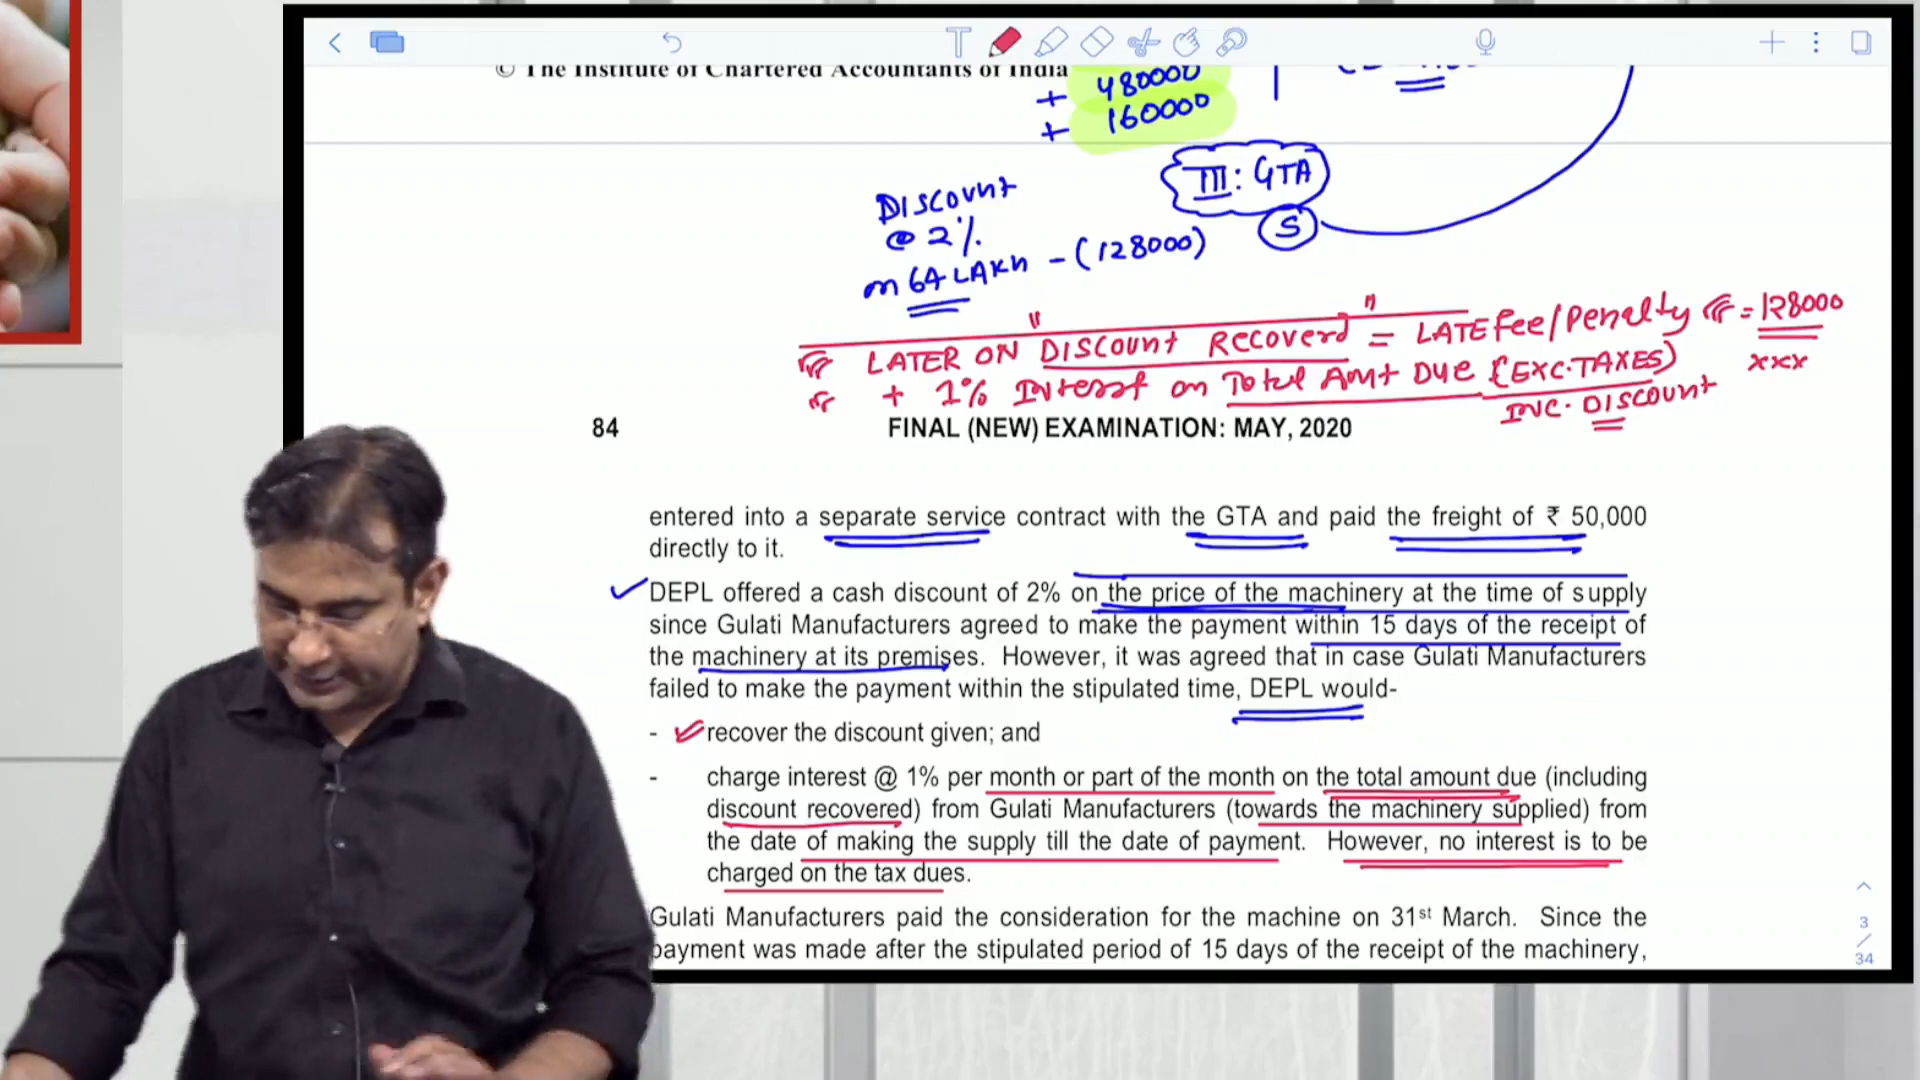 © The Institute of Chartered Accountants of India
+ 480000
+ 160000
III: GTA
S
DISCOUNT
@ 2%
on 64 LAKH - (128000)
LATER ON "DISCOUNT RECOVERD" = LATE FEE/PENALTY = 128000
+ 1% Interest on Total Amt DUE (EXC. TAXES) xxx
INC. DISCOUNT
84 FINAL (NEW) EXAMINATION: MAY, 2020
entered into a separate service contract with the GTA and paid the freight of ₹ 50,000
directly to it.
DEPL offered a cash discount of 2% on the price of the machinery at the time of supply
since Gulati Manufacturers agreed to make the payment within 15 days of the receipt of
the machinery at its premises. However, it was agreed that in case Gulati Manufacturers
failed to make the payment within the stipulated time, DEPL would-
- recover the discount given; and
- charge interest @ 1% per month or part of the month on the total amount due (including
discount recovered) from Gulati Manufacturers (towards the machinery supplied) from
the date of making the supply till the date of payment. However, no interest is to be
charged on the tax dues.
Gulati Manufacturers paid the consideration for the machine on 31st March. Since the
payment was made after the stipulated period of 15 days of the receipt of the machinery,
3
/
34